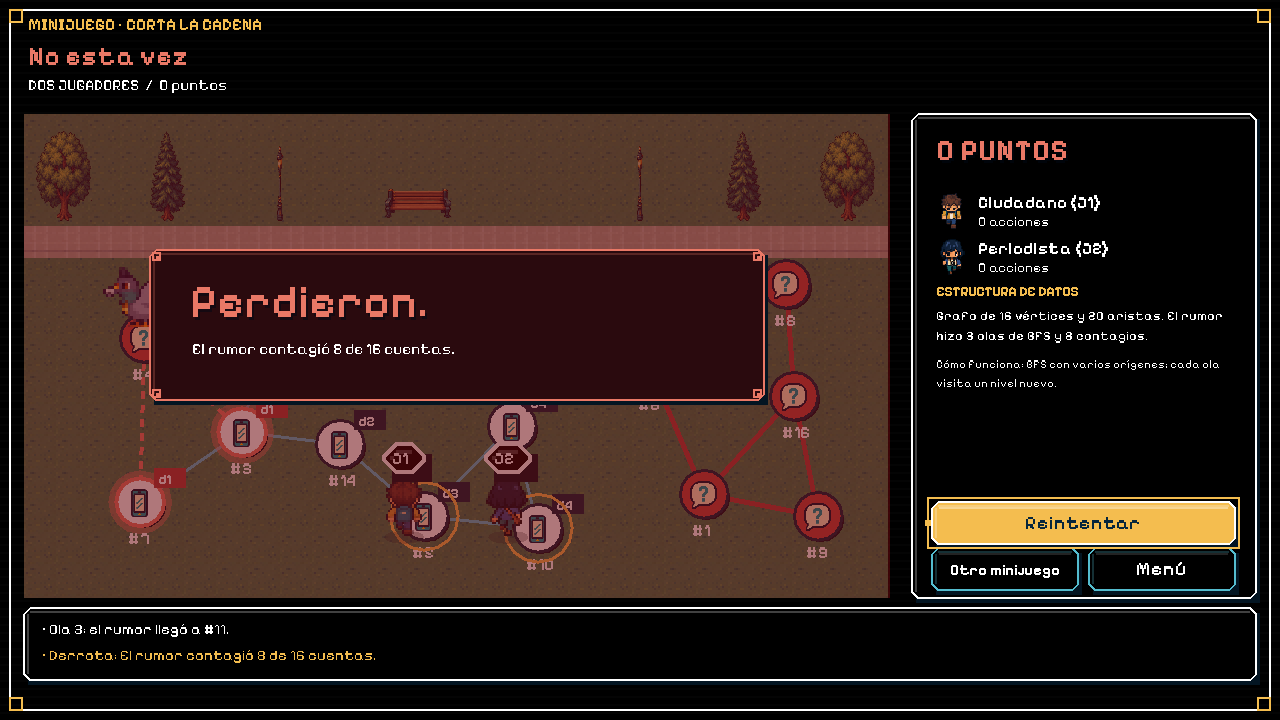 MINIJUEGO · CORTA LA CADENA
No esta vez
DOS JUGADORES / 0 puntos
0 PUNTOS
Ciudadano (J1)
0 acciones
Periodista (J2)
0 acciones
ESTRUCTURA DE DATOS
Grafo de 16 vértices y 20 aristas. El rumor
hizo 3 olas de BFS y 8 contagios.
Cómo funciona: BFS con varios orígenes; cada ola
visita un nivel nuevo.
Perdieron.
El rumor contagió 8 de 16 cuentas.
#8
d1
#3
d2
#14
J1
J2
d3
d4
#16
d1
#7
#10
#1
#9
Reintentar
Otro minijuego
Menú
· Ola 3: el rumor llegó a #11.
· Derrota: El rumor contagió 8 de 16 cuentas.